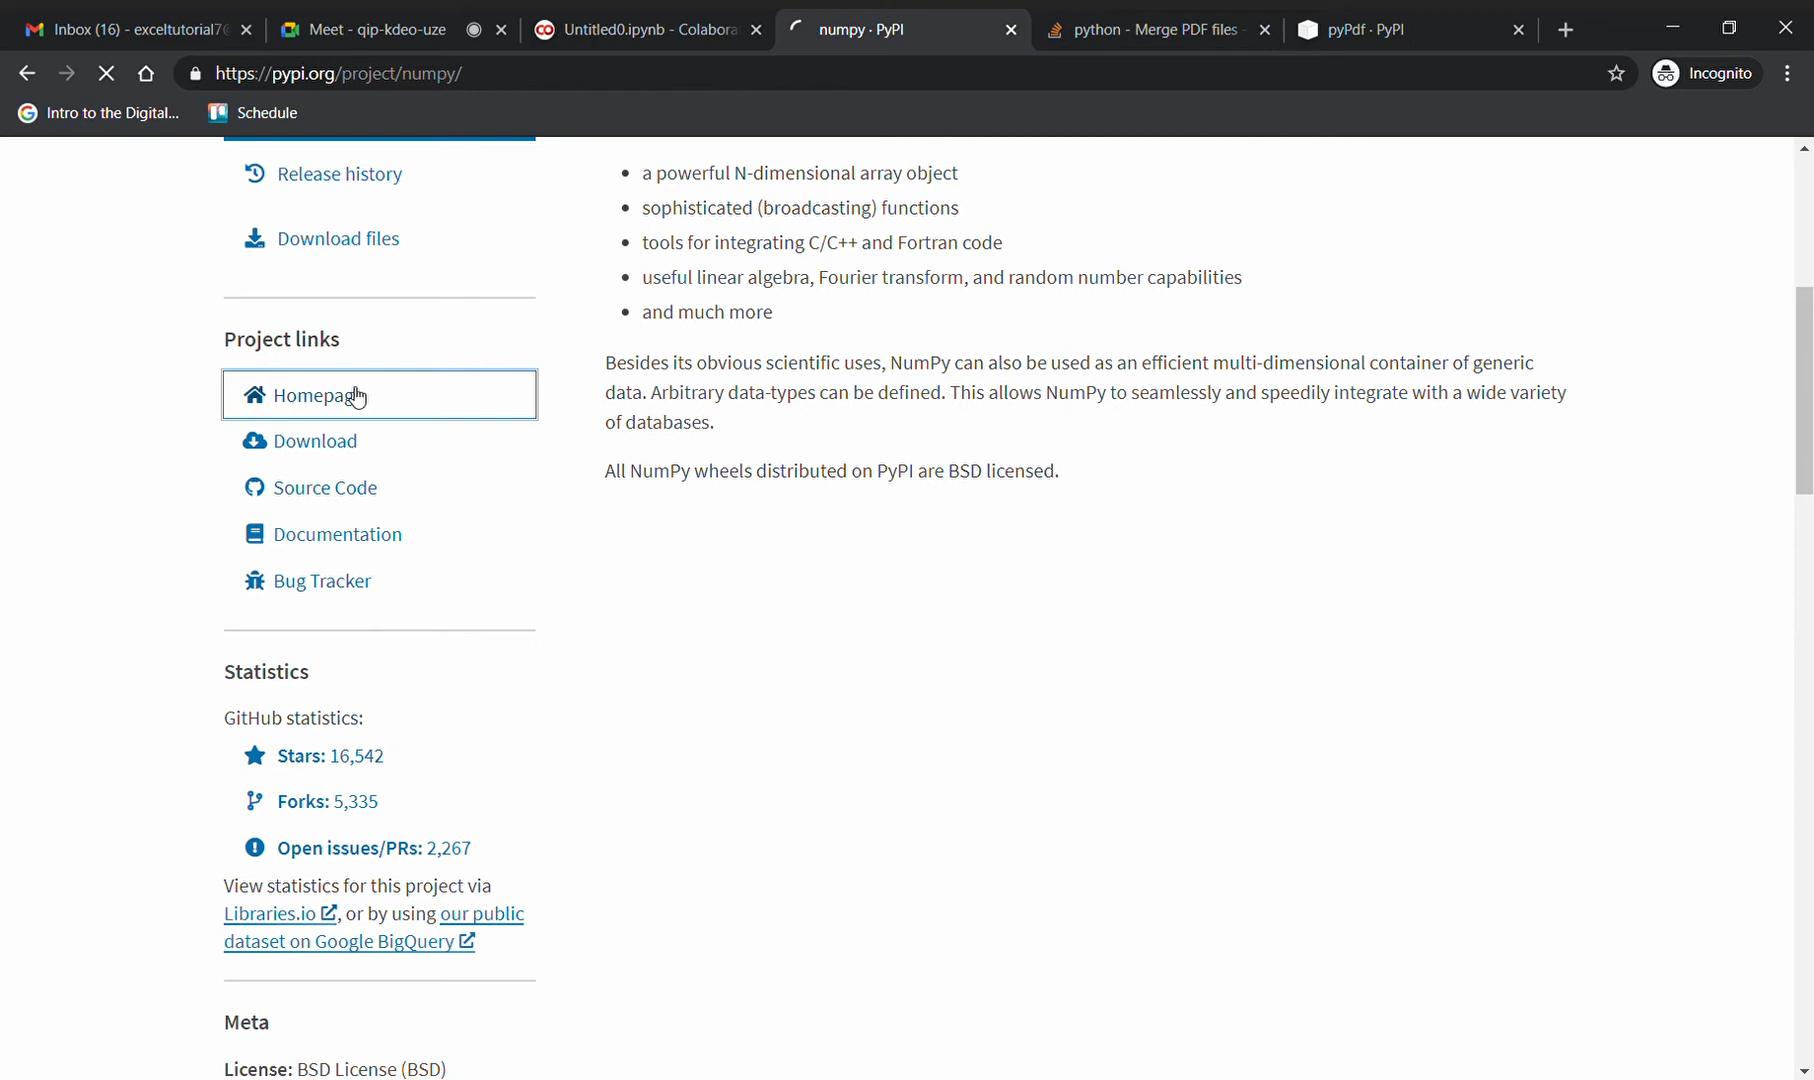 Inbox (16) - exceltutorial7@
Meet - qip-kdeo-uze
Untitled0.ipynb - Colabora
numpy · PyPI
python - Merge PDF files -
pyPdf · PyPI
https://pypi.org/project/numpy/
Incognito
Intro to the Digital...
Schedule
Release history
Download files
Project links
Homepage
Download
Source Code
Documentation
Bug Tracker
Statistics
GitHub statistics:
Stars: 16,542
Forks: 5,335
Open issues/PRs: 2,267
View statistics for this project via
Libraries.io, or by using our public
dataset on Google BigQuery
Meta
License: BSD License (BSD)
a powerful N-dimensional array object
sophisticated (broadcasting) functions
tools for integrating C/C++ and Fortran code
useful linear algebra, Fourier transform, and random number capabilities
and much more
Besides its obvious scientific uses, NumPy can also be used as an efficient multi-dimensional container of generic
data. Arbitrary data-types can be defined. This allows NumPy to seamlessly and speedily integrate with a wide variety
of databases.
All NumPy wheels distributed on PyPI are BSD licensed.